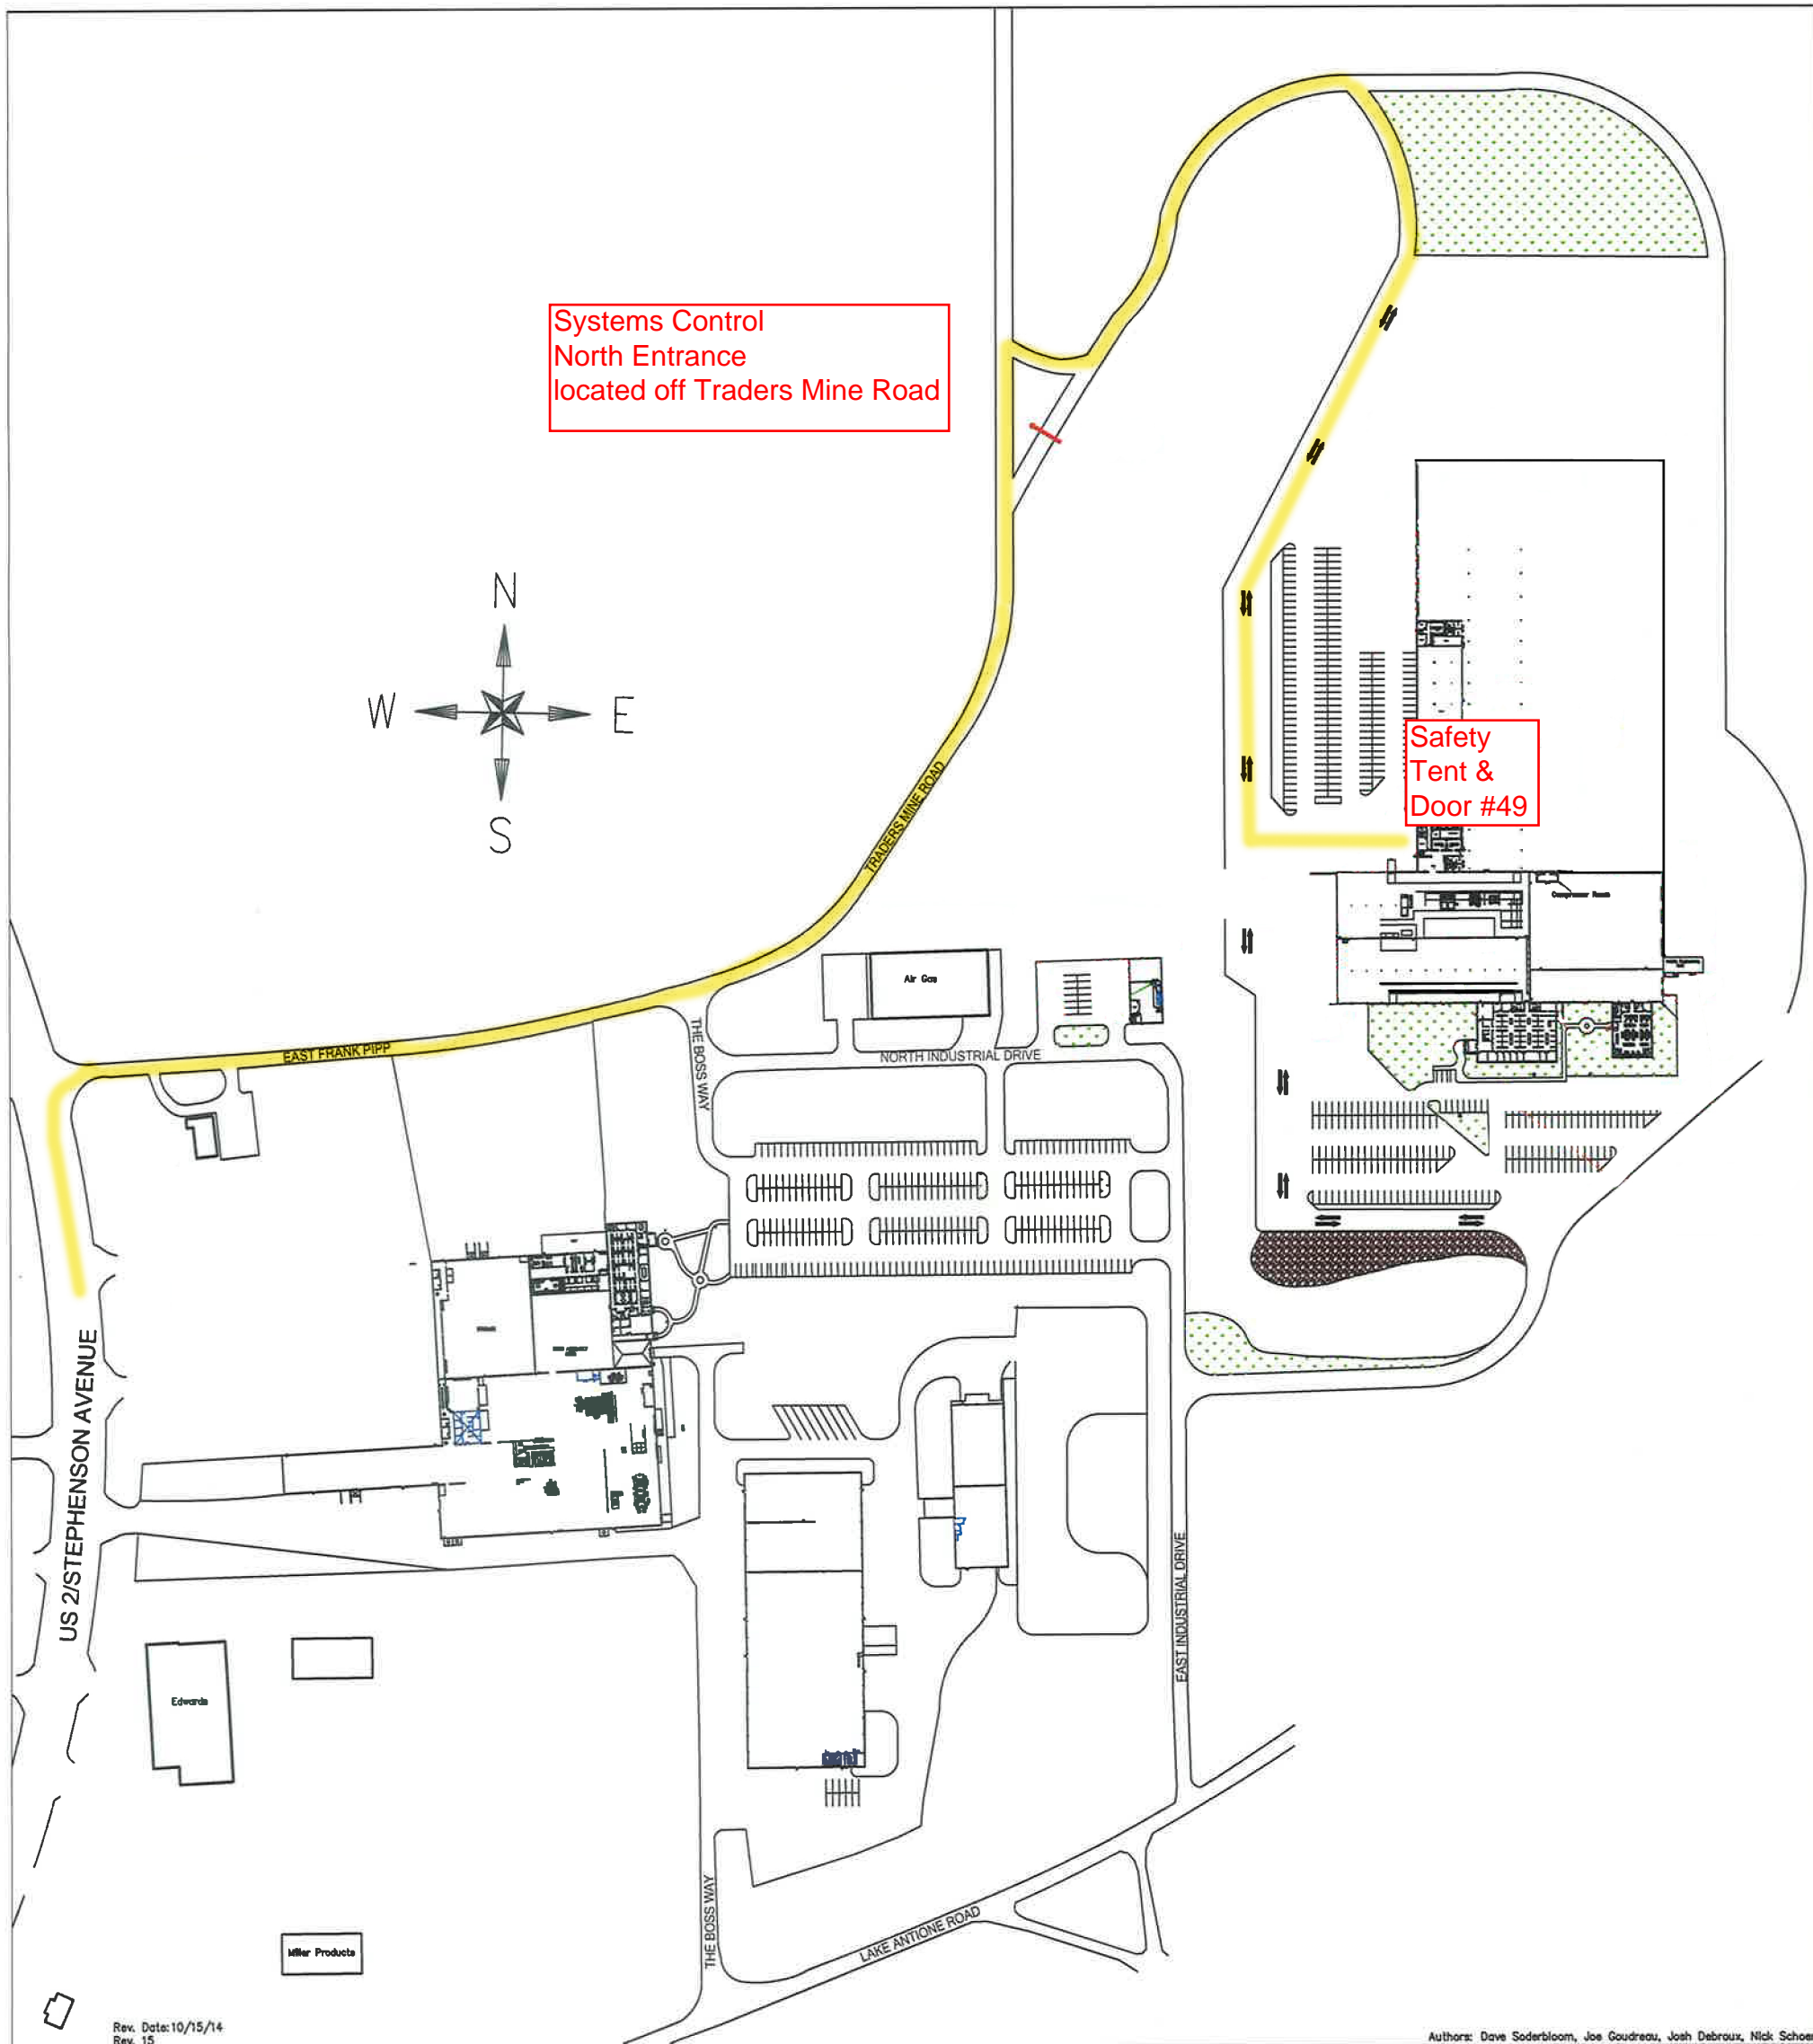 Systems Control
North Entrance
located off Traders Mine Road
N
W
E
S
Safety
Tent &
Door #49
TRADERS MINE ROAD
Compressor Room
Air Gas
EAST FRANK PIPP
THE BOSS WAY
NORTH INDUSTRIAL DRIVE
US 2/STEPHENSON AVENUE
EAST INDUSTRIAL DRIVE
Edwards
THE BOSS WAY
LAKE ANTIONE ROAD
Miller Products
Rev. Date: 10/15/14
Rev. 15
Authors: Dave Soderbloom, Joe Goudreau, Josh Debroux, Nick Schoen